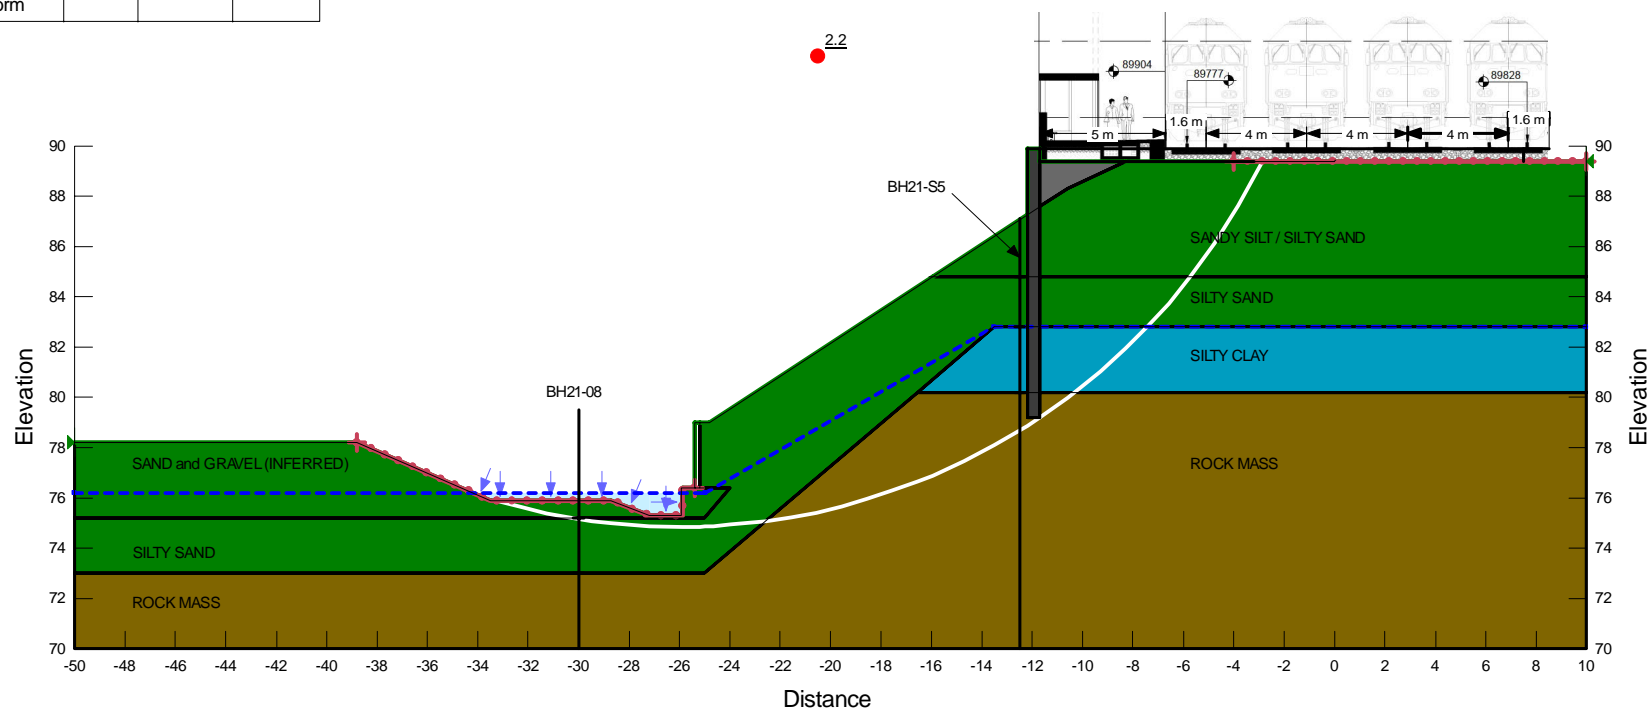 orm
2.2
89904
89777
89828
1.6 m
1.6 m
5 m
4 m
4 m
4 m
90
90
88
88
BH21-S5
86
86
SANDY SILT / SILTY SAND
84
84
SILTY SAND
82
82
SILTY CLAY
80
80
BH21-08
Elevation
Elevation
78
78
SAND and GRAVEL (INFERRED)
ROCK MASS
76
76
74
74
SILTY SAND
72
72
ROCK MASS
70
70
-50 -48 -46 -44 -42 -40 -38 -36 -34 -32 -30 -28 -26 -24 -22 -20 -18 -16 -14 -12 -10 -8 -6 -4 -2 0 2 4 6 8 10
Distance